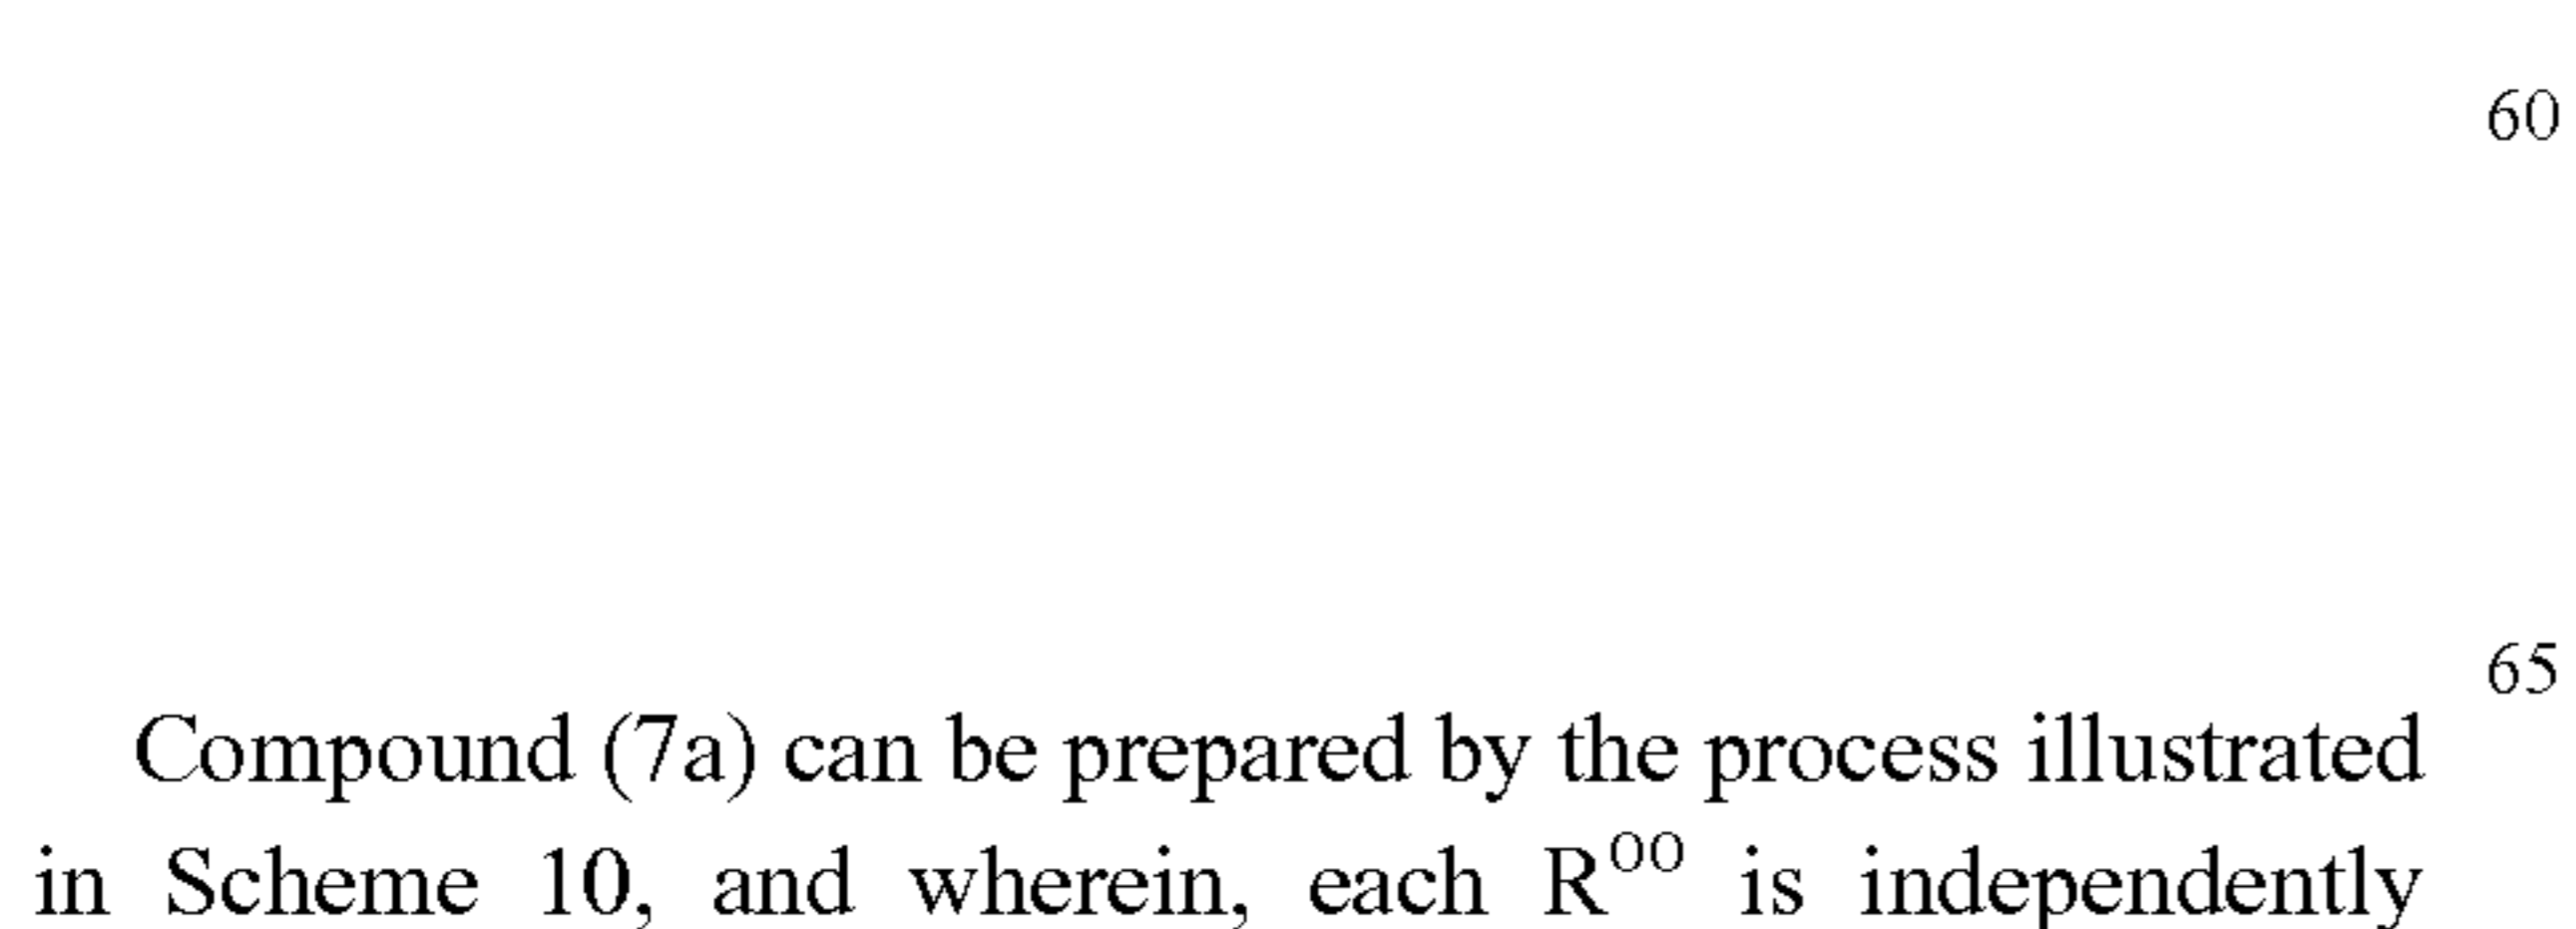 60
65
Compound (7a) can be prepared by the process illustrated
in Scheme 10, and wherein, each R⁰⁰ is independently